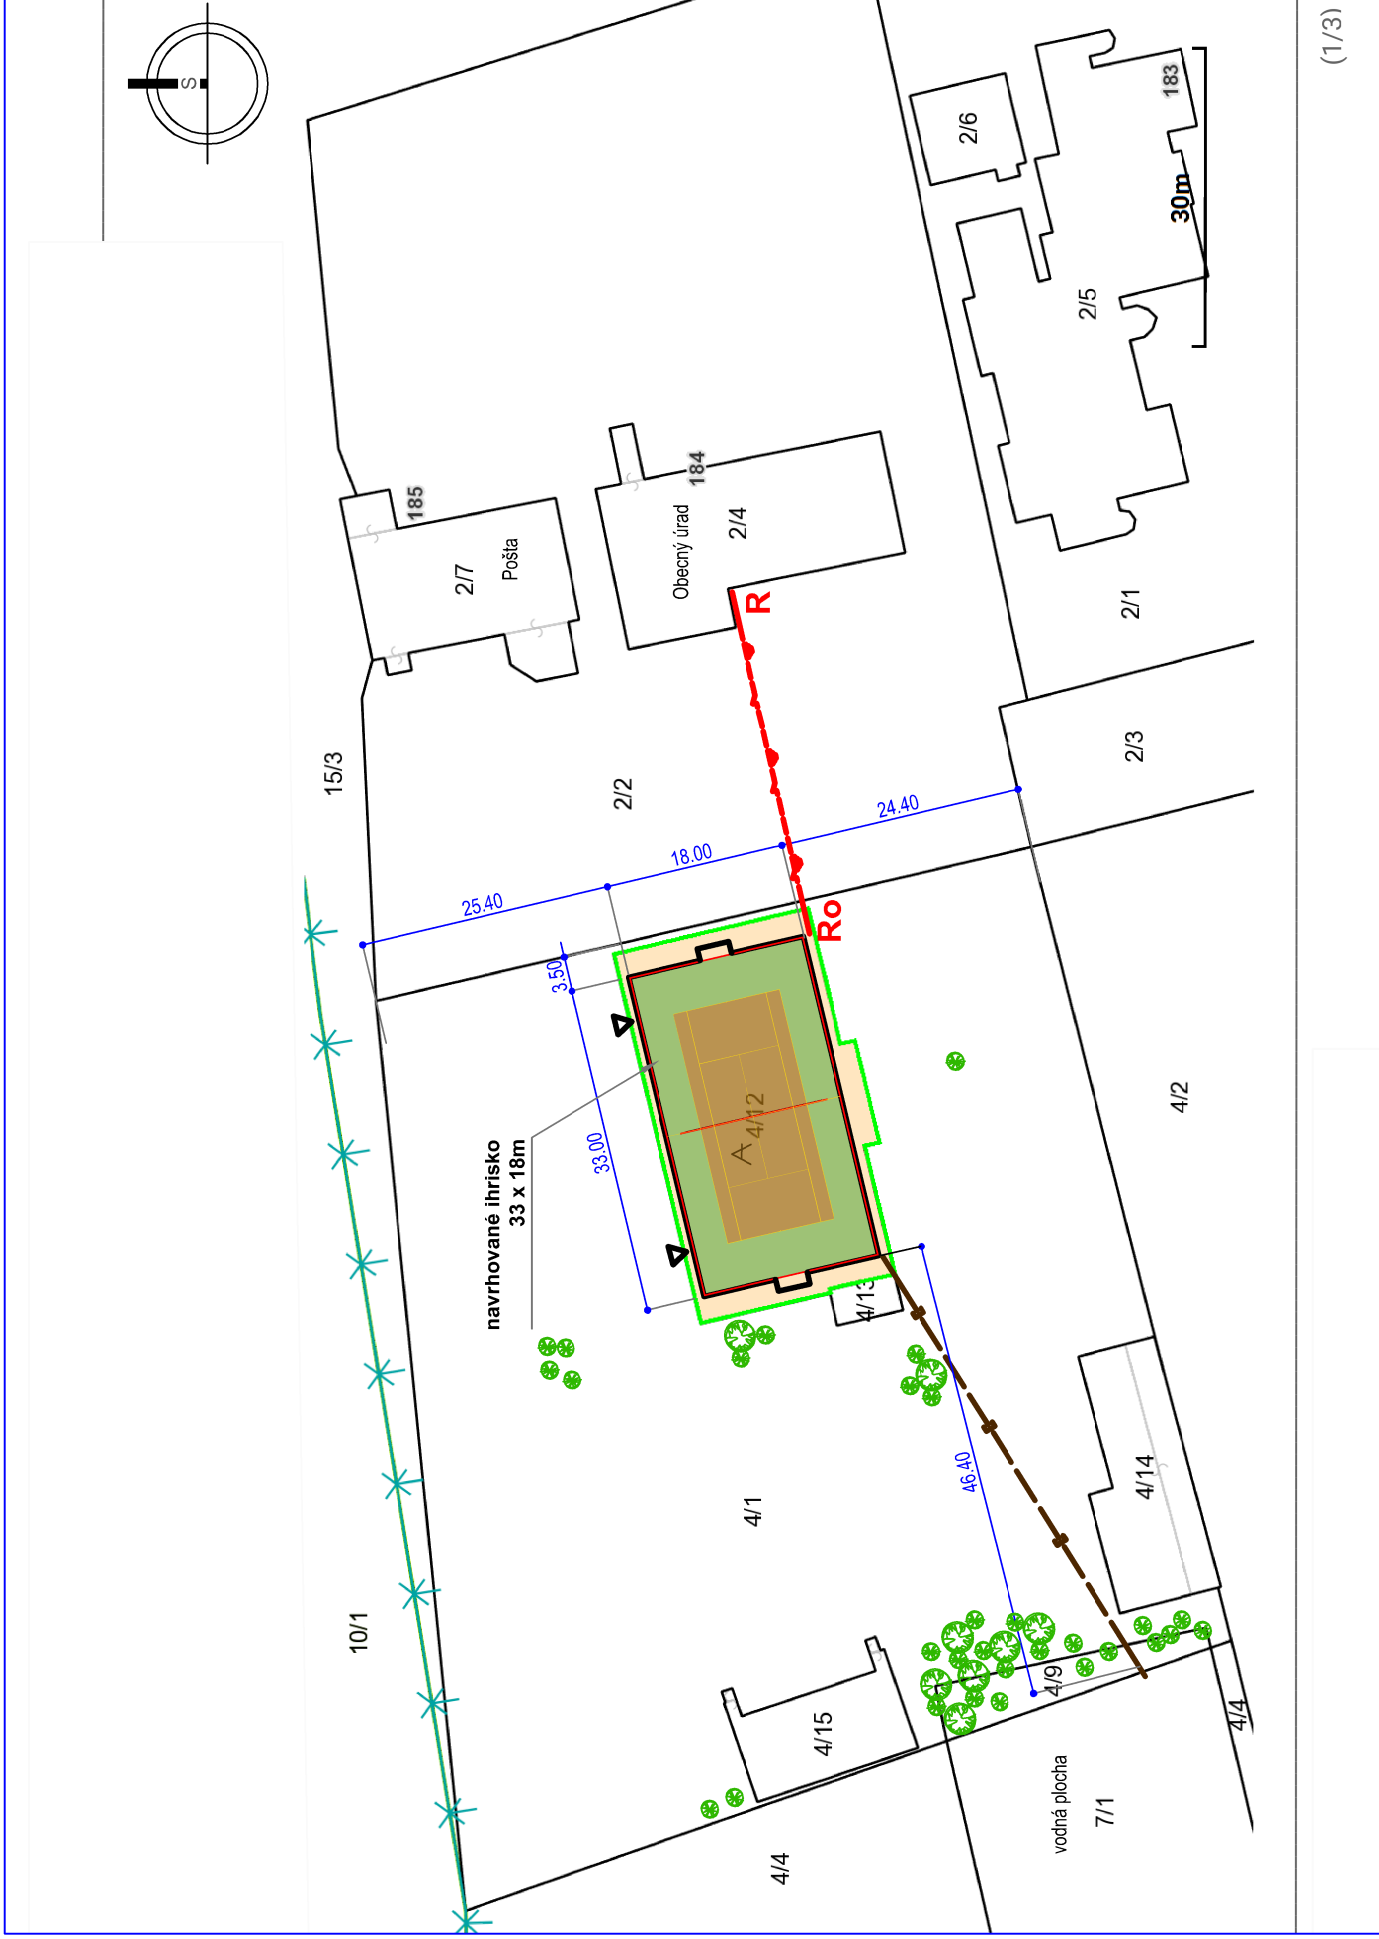 (1/3)
S
183
30m
2/6
2/5
184
185
Obecný úrad
2/4
2/7
Pošta
R
2/1
15/3
2/2
2/3
24.40
18.00
25.40
Ro
3.50
4/12
A
4/2
33.00
navrhované ihrisko
33 x 18m
4/13
46.40
4/14
4/1
10/1
4/9
4/15
4/4
vodná plocha
7/1
4/4